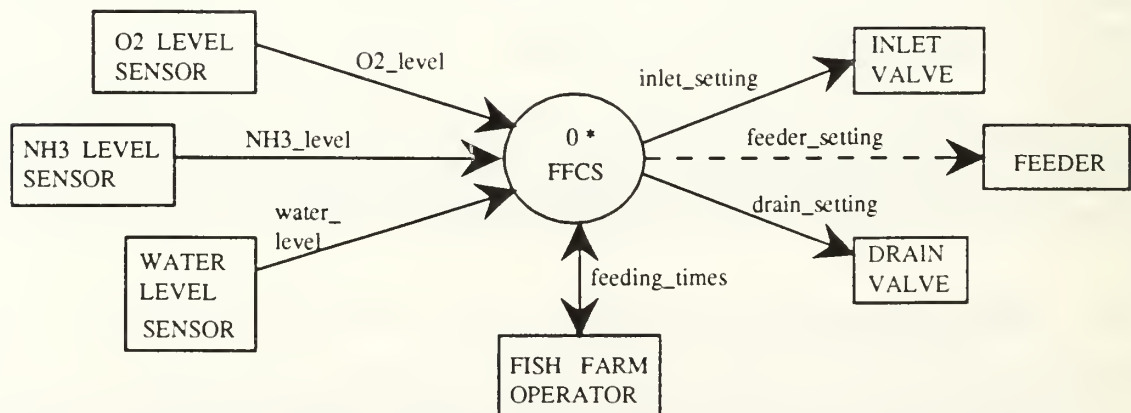 O2 LEVEL
SENSOR
O2_level
NH3 LEVEL
SENSOR
NH3_level
WATER
LEVEL
SENSOR
water_
level
0 *
FFCS
inlet_setting
INLET
VALVE
feeder_setting
FEEDER
drain_setting
DRAIN
VALVE
feeding_times
FISH FARM
OPERATOR